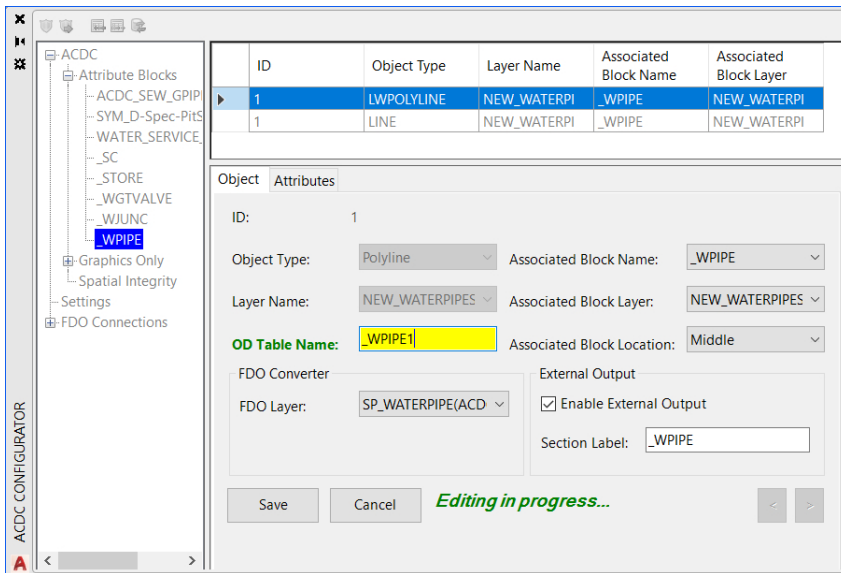 ACDC
Attribute Blocks
ACDC_SEW_GPIP
SYM_D-Spec-PitS
WATER_SERVICE_
_SC
_STORE
_WGTVALVE
_WJUNC
_WPIPE
Graphics Only
Spatial Integrity
Settings
FDO Connections
ACDC CONFIGURATOR
A
ID Object Type Layer Name Associated Block Name Associated Block Layer
1 LWPOLYLINE NEW_WATERPI _WPIPE NEW_WATERPI
1 LINE NEW_WATERPI _WPIPE NEW_WATERPI
Object Attributes
ID: 1
Object Type: Polyline Associated Block Name: _WPIPE
Layer Name: NEW_WATERPIPES Associated Block Layer: NEW_WATERPIPES
OD Table Name: _WPIPE1 Associated Block Location: Middle
FDO Converter External Output
FDO Layer: SP_WATERPIPE(ACD Enable External Output
Section Label: _WPIPE
Save Cancel Editing in progress... < >